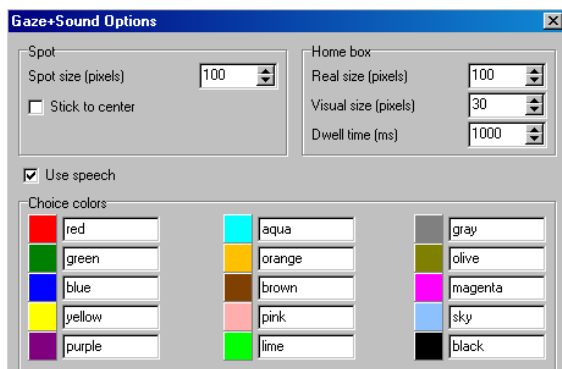 Gaze+Sound Options
Spot
Spot size (pixels) 100
Stick to center
Home box
Real size (pixels) 100
Visual size (pixels) 30
Dwell time (ms) 1000
Use speech
Choice colors
red aqua gray
green orange olive
blue brown magenta
yellow pink sky
purple lime black